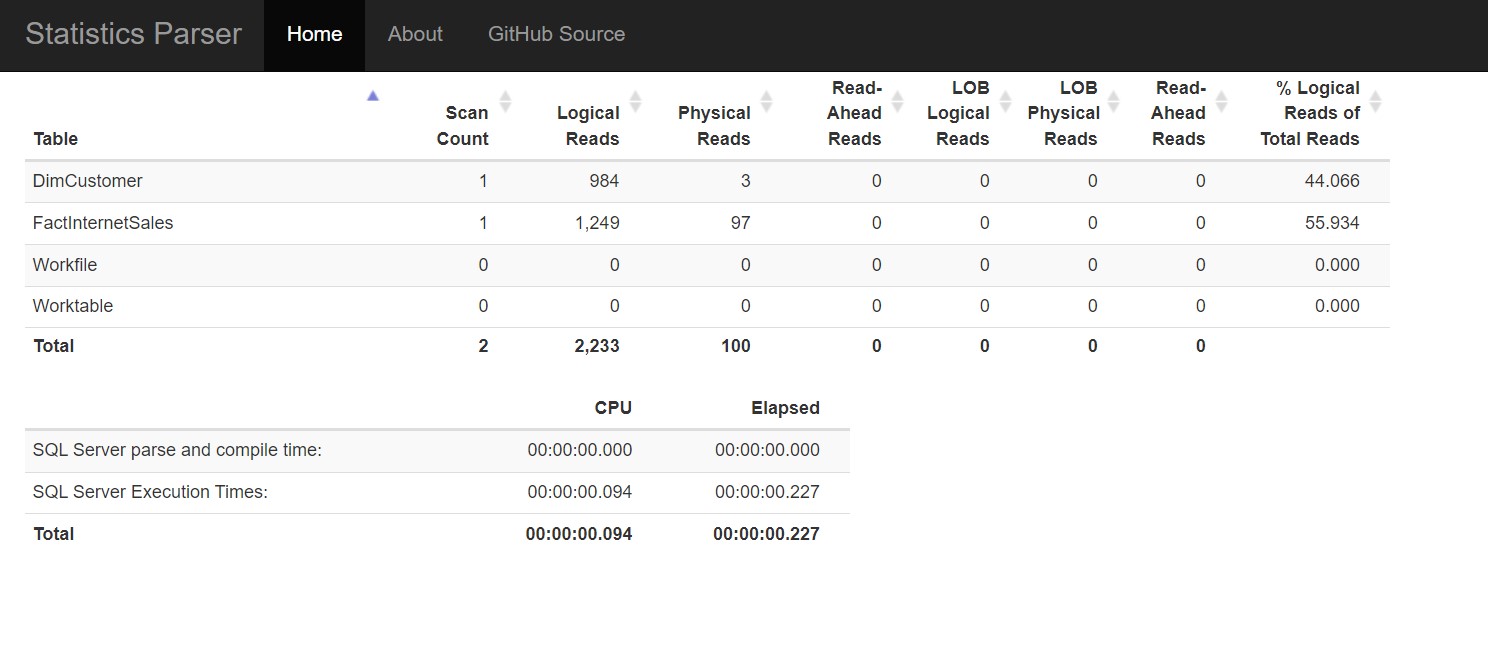 Statistics Parser Home About GitHub Source
Table Scan Count Logical Reads Physical Reads Read-Ahead Reads LOB Logical Reads LOB Physical Reads Read-Ahead Reads % Logical Reads of Total Reads
DimCustomer 1 984 3 0 0 0 0 44.066
FactInternetSales 1 1,249 97 0 0 0 0 55.934
Workfile 0 0 0 0 0 0 0 0.000
Worktable 0 0 0 0 0 0 0 0.000
Total 2 2,233 100 0 0 0 0
CPU Elapsed
SQL Server parse and compile time: 00:00:00.000 00:00:00.000
SQL Server Execution Times: 00:00:00.094 00:00:00.227
Total 00:00:00.094 00:00:00.227